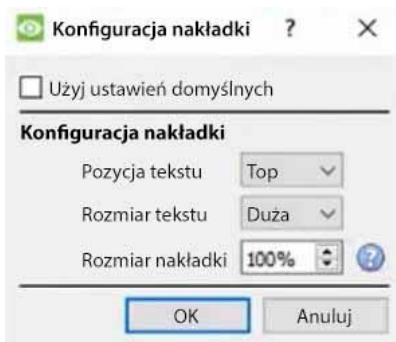 Konfiguracja nakładki ?
Użyj ustawień domyślnych
Konfiguracja nakładki
Pozycja tekstu Top
Rozmiar tekstu Duża
Rozmiar nakładki 100% ?
OK Anuluj